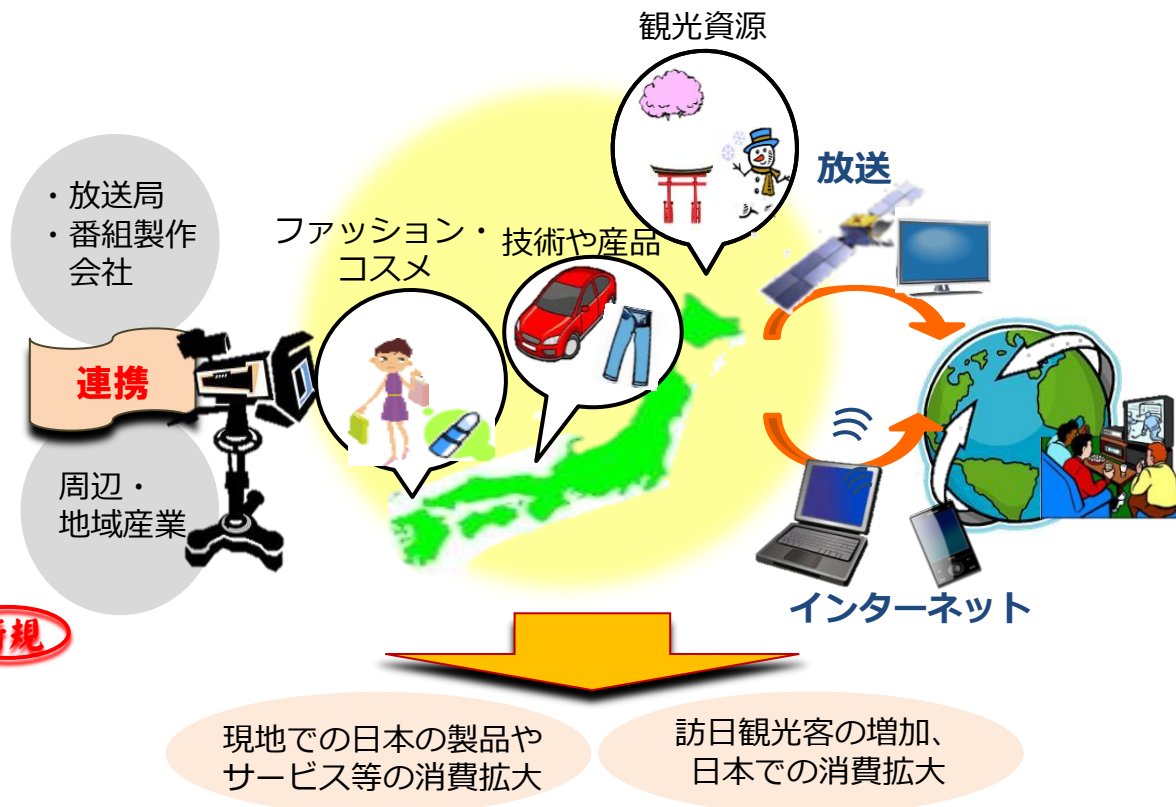 観光資源
放送
・放送局
・番組製作
会社
ファッション・
コスメ
技術や産品
連携
周辺・
地域産業
インターネット
規
現地での日本の製品や
サービス等の消費拡大
訪日観光客の増加、
日本での消費拡大